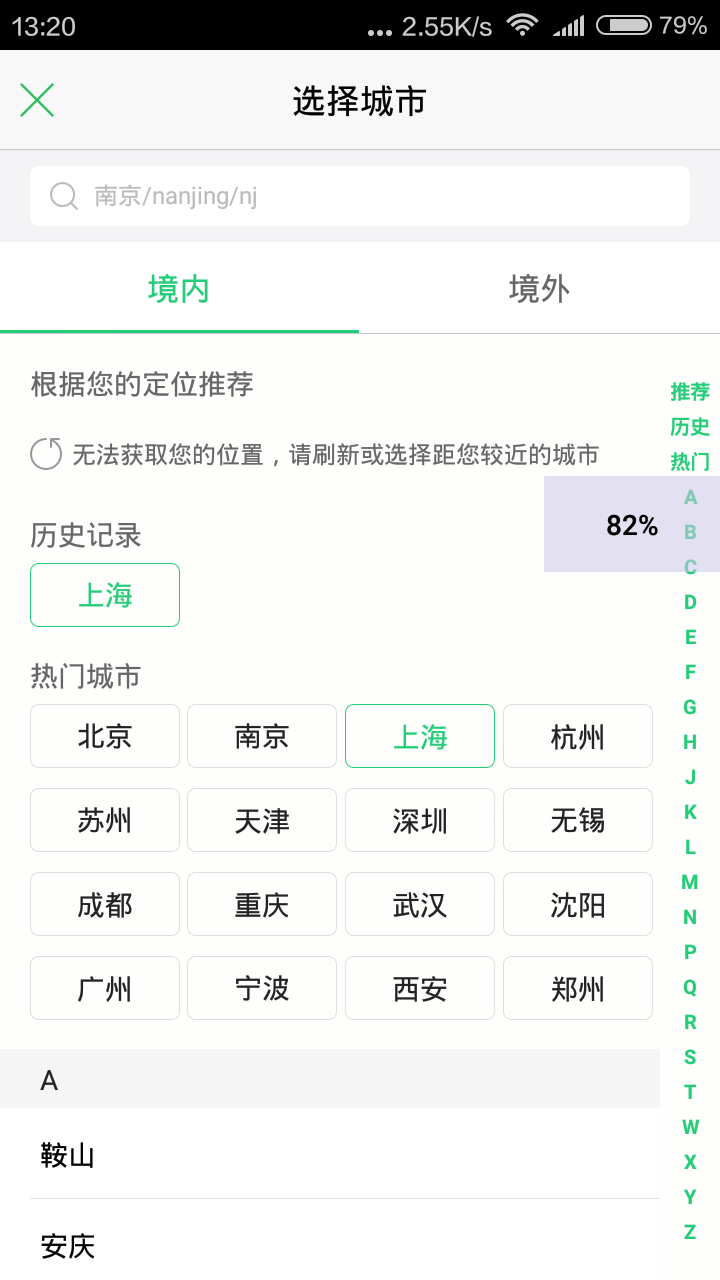 13:20 ... 2.55K/s 79%
选择城市
南京/nanjing/nj
境内 境外
根据您的定位推荐
无法获取您的位置，请刷新或选择距您较近的城市
82%
历史记录
上海
热门城市
北京 南京 上海 杭州
苏州 天津 深圳 无锡
成都 重庆 武汉 沈阳
广州 宁波 西安 郑州
A
鞍山
安庆
推荐
历史
热门
A
B
C
D
E
F
G
H
J
K
L
M
N
P
Q
R
S
T
W
X
Y
Z